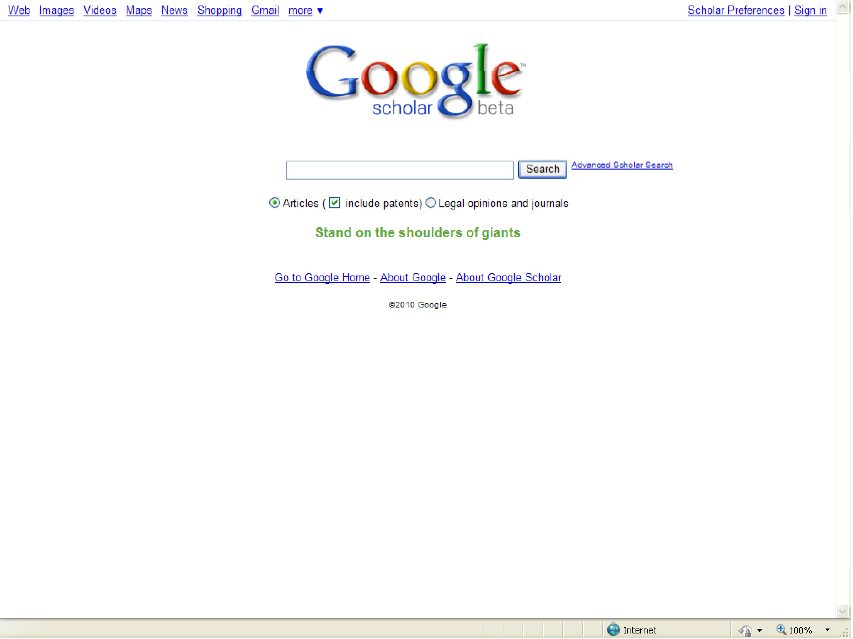 Web Images Videos Maps News Shopping Gmail more ▼ Scholar Preferences | Sign in
Google™
scholar beta
Search Advanced Scholar Search
Articles ( include patents) Legal opinions and journals
Stand on the shoulders of giants
Go to Google Home - About Google - About Google Scholar
©2010 Google
Internet 100%